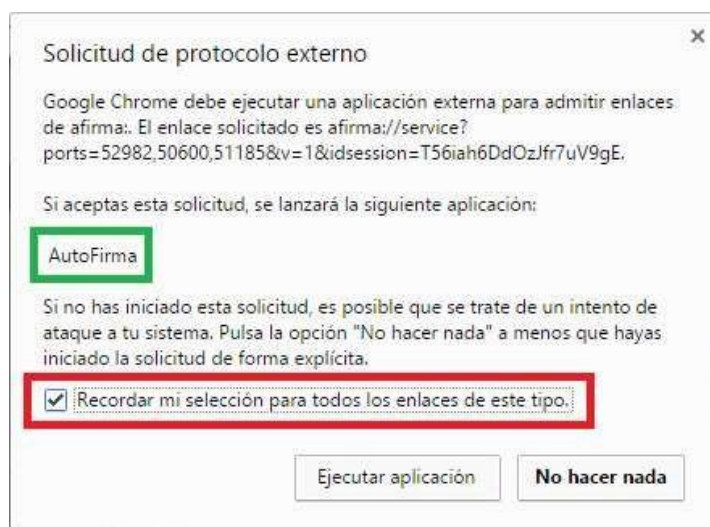 Solicitud de protocolo externo
Google Chrome debe ejecutar una aplicación externa para admitir enlaces
de afirma:. El enlace solicitado es afirma://service?
ports=52982,50600,51185&v=1&idsession=T56iah6DdOzJfr7uV9gE.
Si aceptas esta solicitud, se lanzará la siguiente aplicación:
AutoFirma
Si no has iniciado esta solicitud, es posible que se trate de un intento de
ataque a tu sistema. Pulsa la opción "No hacer nada" a menos que hayas
iniciado la solicitud de forma explícita.
Recordar mi selección para todos los enlaces de este tipo.
Ejecutar aplicación No hacer nada